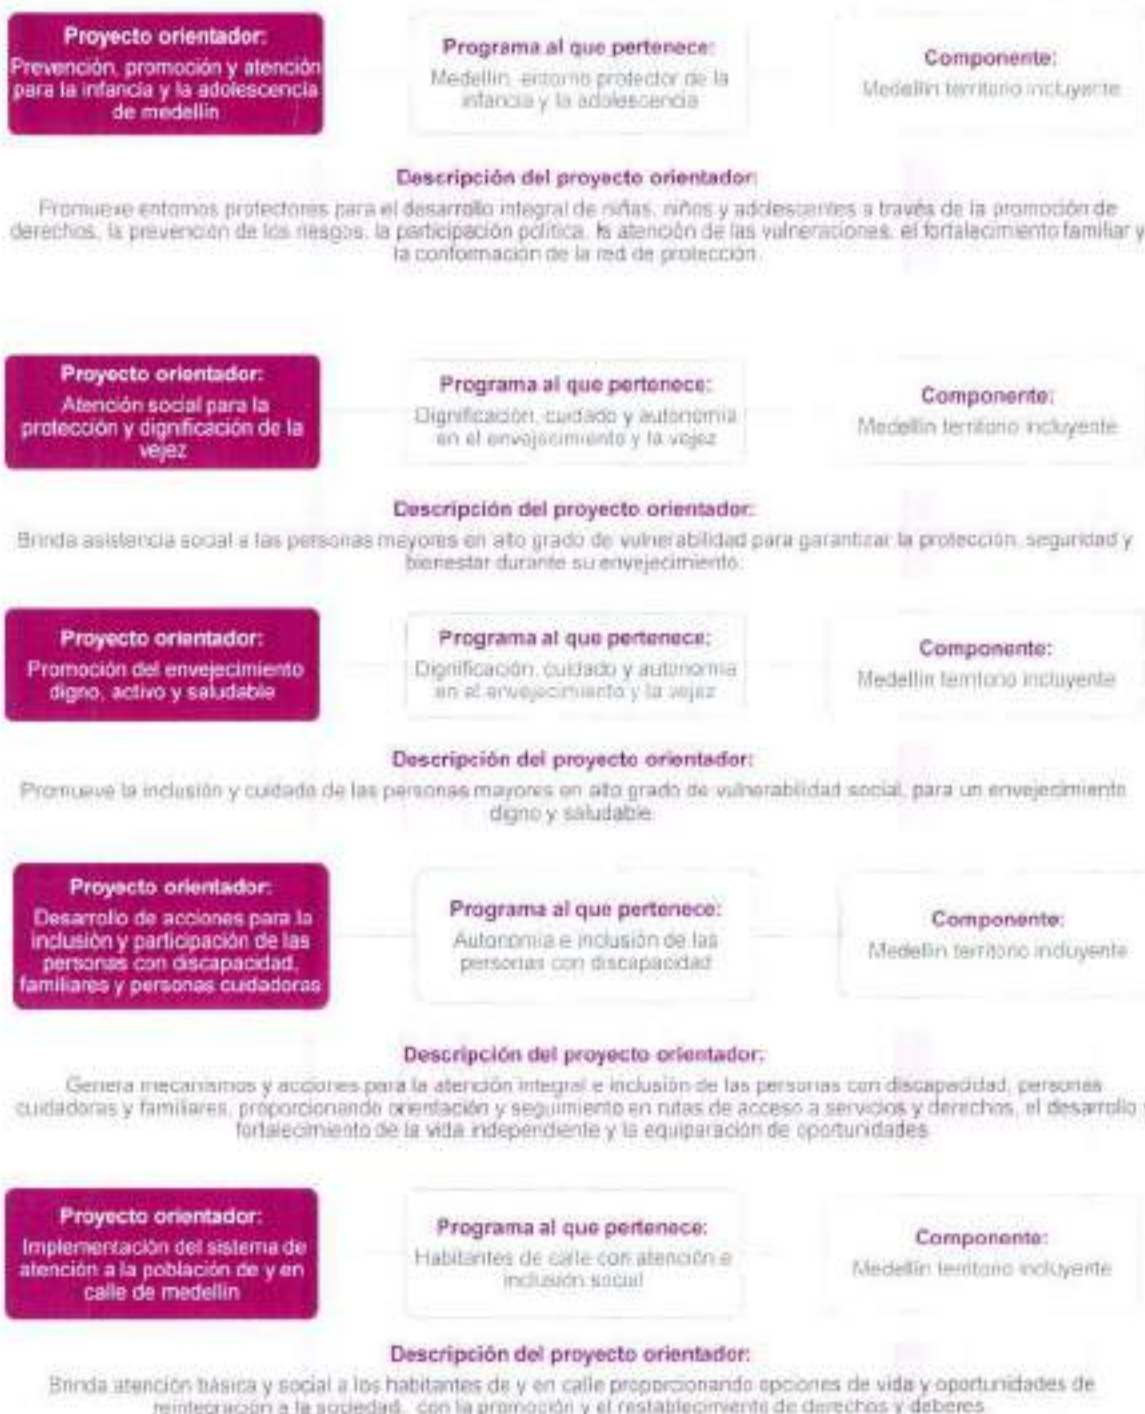 Proyecto orientador:
Prevención, promoción y atención
para la infancia y la adolescencia
de medellín
Programa al que pertenece:
Medellín, entorno protector de la
infancia y la adolescencia
Componente:
Medellín territorio incluyente
Descripción del proyecto orientador:
Promueve entornos protectores para el desarrollo integral de niñas, niños y adolescentes a través de la promoción de
derechos, la prevención de los riesgos, la participación política, la atención de las vulneraciones, el fortalecimiento familiar y
la conformación de la red de protección.
Proyecto orientador:
Atención social para la
protección y dignificación de la
vejez
Programa al que pertenece:
Dignificación, cuidado y autonomía
en el envejecimiento y la vejez
Componente:
Medellín territorio incluyente
Descripción del proyecto orientador:
Brinda asistencia social a las personas mayores en alto grado de vulnerabilidad para garantizar la protección, seguridad y
bienestar durante su envejecimiento.
Proyecto orientador:
Promoción del envejecimiento
digno, activo y saludable
Programa al que pertenece:
Dignificación, cuidado y autonomía
en el envejecimiento y la vejez
Componente:
Medellín territorio incluyente
Descripción del proyecto orientador:
Promueve la inclusión y cuidado de las personas mayores en alto grado de vulnerabilidad social, para un envejecimiento
digno y saludable.
Proyecto orientador:
Desarrollo de acciones para la
inclusión y participación de las
personas con discapacidad,
familiares y personas cuidadoras
Programa al que pertenece:
Autonomía e inclusión de las
personas con discapacidad
Componente:
Medellín territorio incluyente
Descripción del proyecto orientador:
Genera mecanismos y acciones para la atención integral e inclusión de las personas con discapacidad, personas
cuidadoras y familiares, proporcionando orientación y seguimiento en rutas de acceso a servicios y derechos, el desarrollo y
fortalecimiento de la vida independiente y la equiparación de oportunidades.
Proyecto orientador:
Implementación del sistema de
atención a la población de y en
calle de medellín
Programa al que pertenece:
Habitantes de calle con atención e
inclusión social
Componente:
Medellín territorio incluyente
Descripción del proyecto orientador:
Brinda atención básica y social a los habitantes de y en calle proporcionando opciones de vida y oportunidades de
reintegración a la sociedad, con la promoción y el restablecimiento de derechos y deberes.